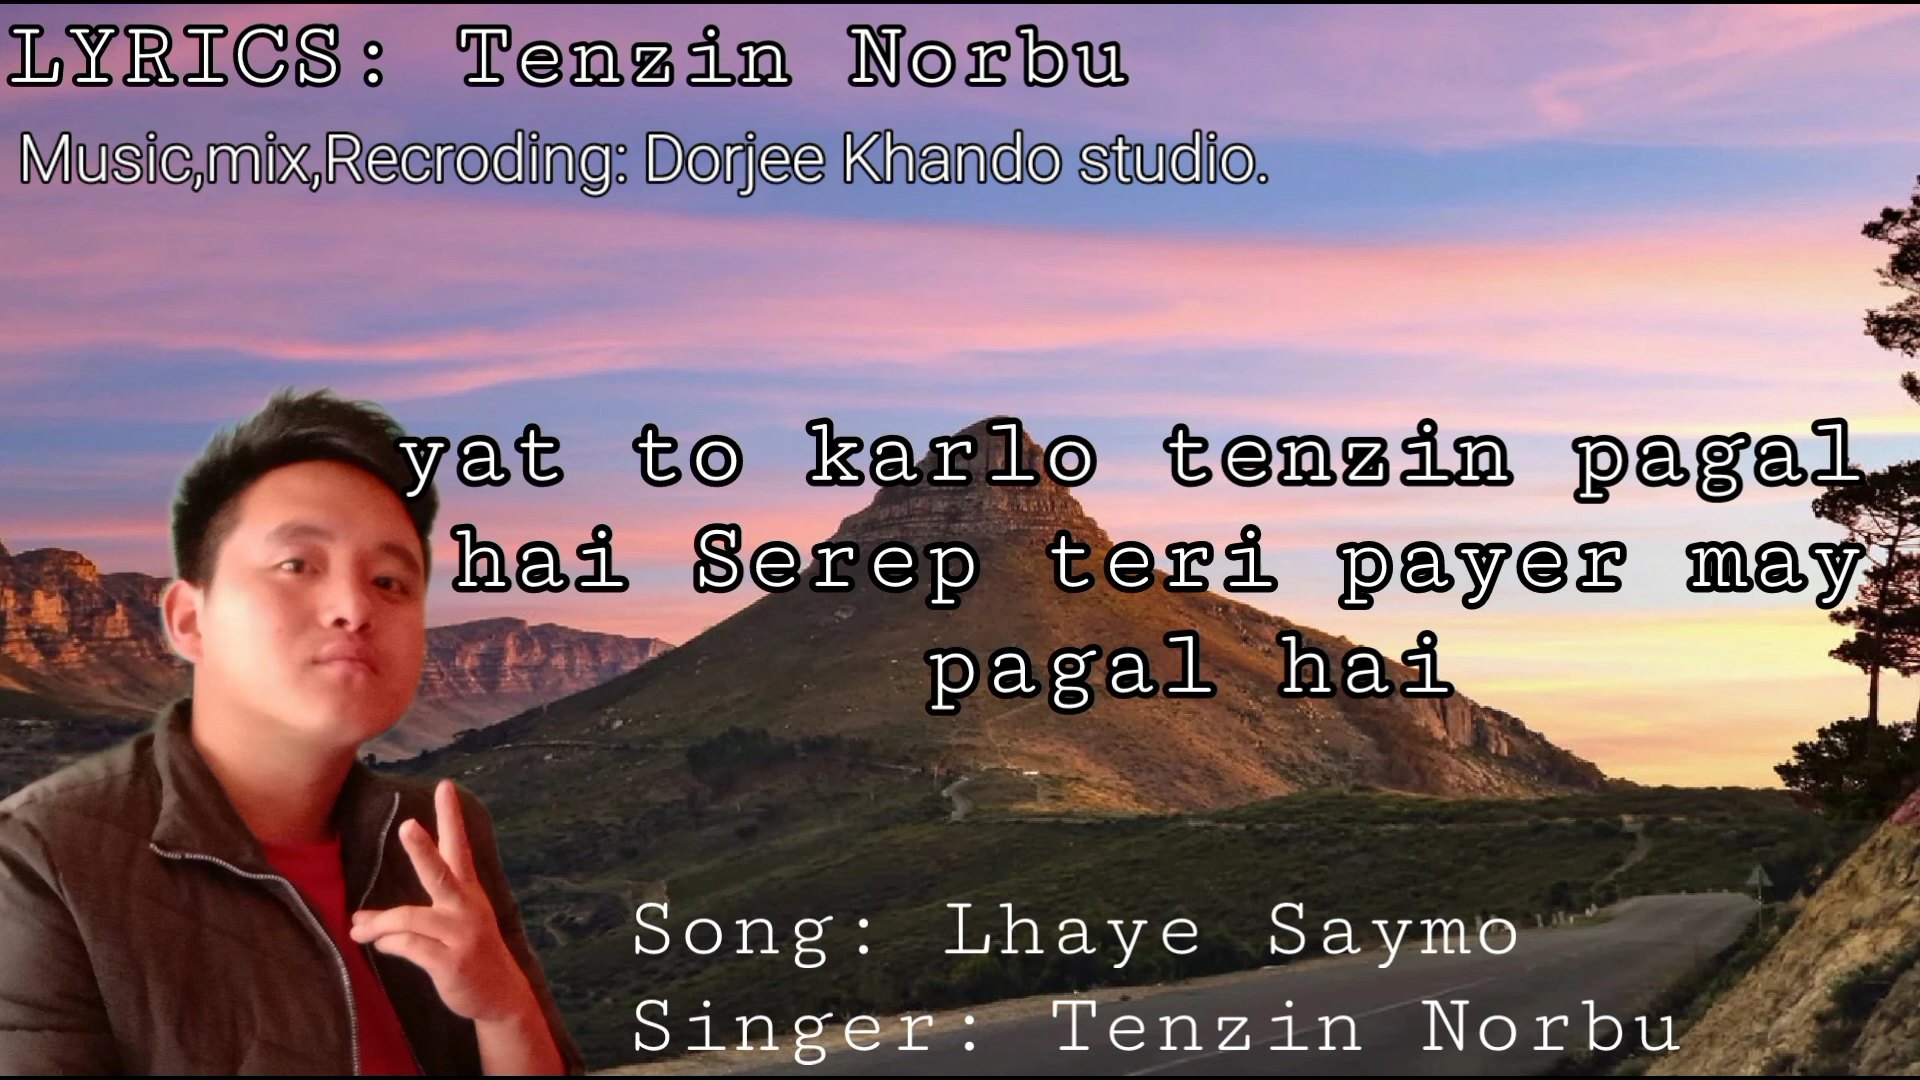 LYRICS: Tenzin Norbu
Music,mix,Recroding: Dorjee Khando studio.
yat to karlo tenzin pagal
hai Serep teri payer may
pagal hai
Song: Lhaye Saymo
Singer: Tenzin Norbu